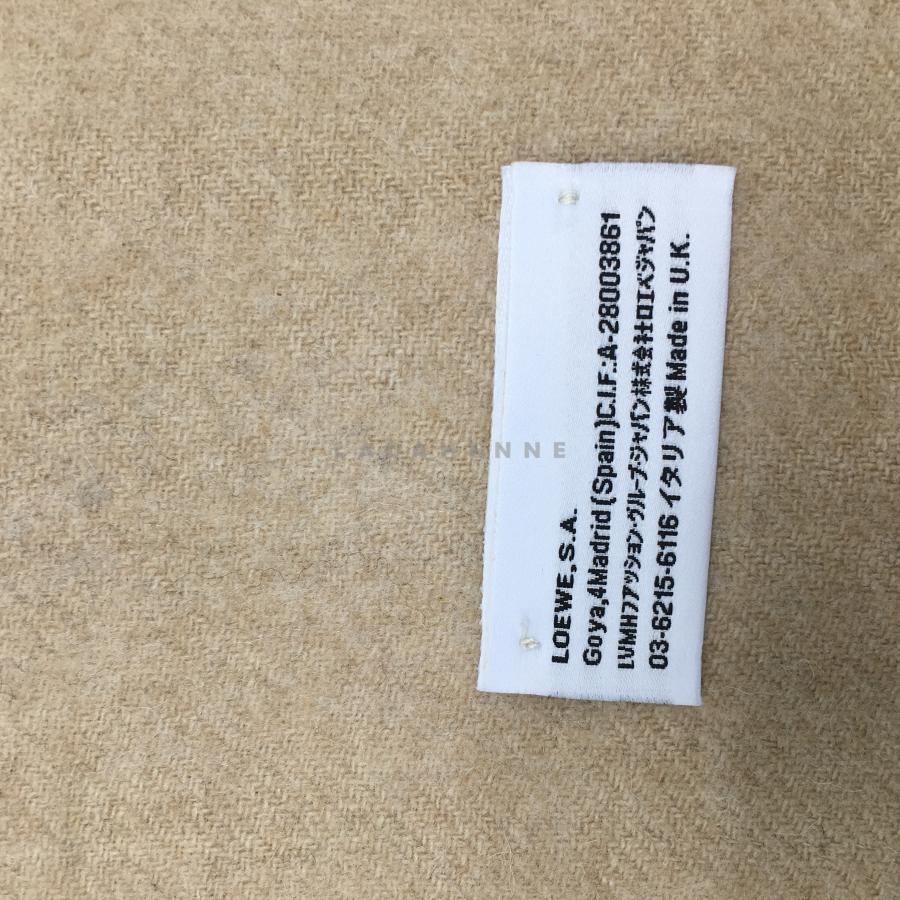 LOEWE,S.A.
Goya,4Madrid(Spain)C.I.F.:A-28003861
LVMHファッション・グループ・ジャパン株式会社ロエベジャパン
03-6215-6116 イタリア製 Made in U.K.